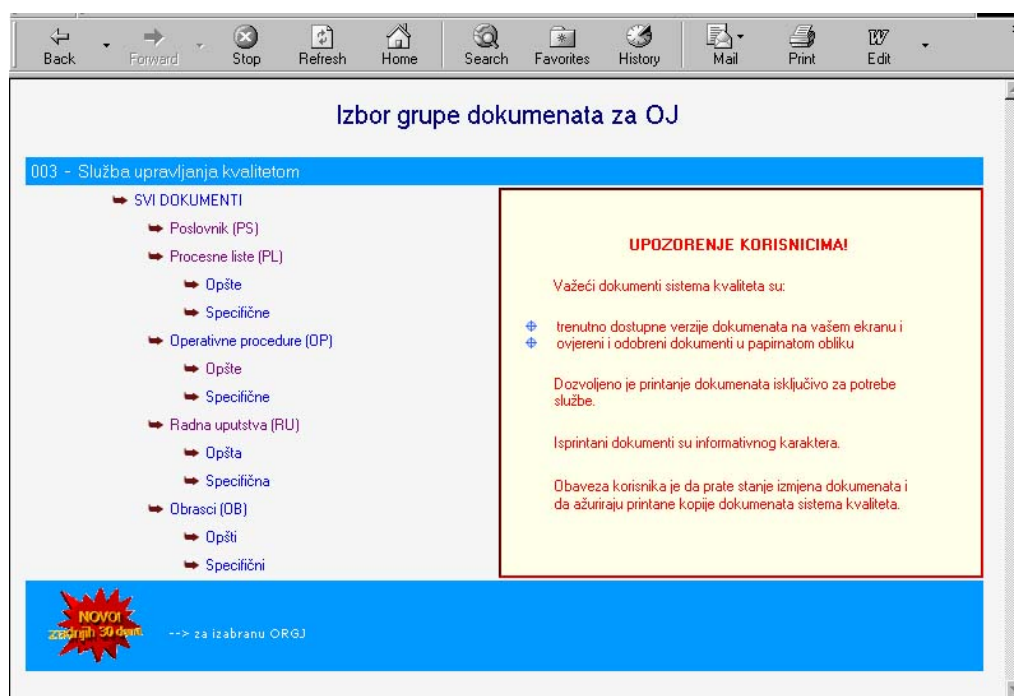 Back Forward Stop Refresh Home Search Favorites History Mail Print Edit
Izbor grupe dokumenata za OJ
003 - Služba upravljanja kvalitetom
SVI DOKUMENTI
Poslovnik (PS)
Procesne liste (PL)
Opšte
Specifične
Operativne procedure (OP)
Opšte
Specifične
Radna uputstva (RU)
Opšta
Specifična
Obrasci (OB)
Opšti
Specifični
UPOZORENJE KORISNICIMA!
Važeći dokumenti sistema kvaliteta su:
trenutno dostupne verzije dokumenata na vašem ekranu i
ovjereni i odobreni dokumenti u papirnatom obliku
Dozvoljeno je printanje dokumenata isključivo za potrebe
službe.
Isprintani dokumenti su informativnog karaktera.
Obaveza korisnika je da prate stanje izmjena dokumenata i
da ažuriraju printane kopije dokumenata sistema kvaliteta.
NOVO!
30
--> za izabranu ORGJ